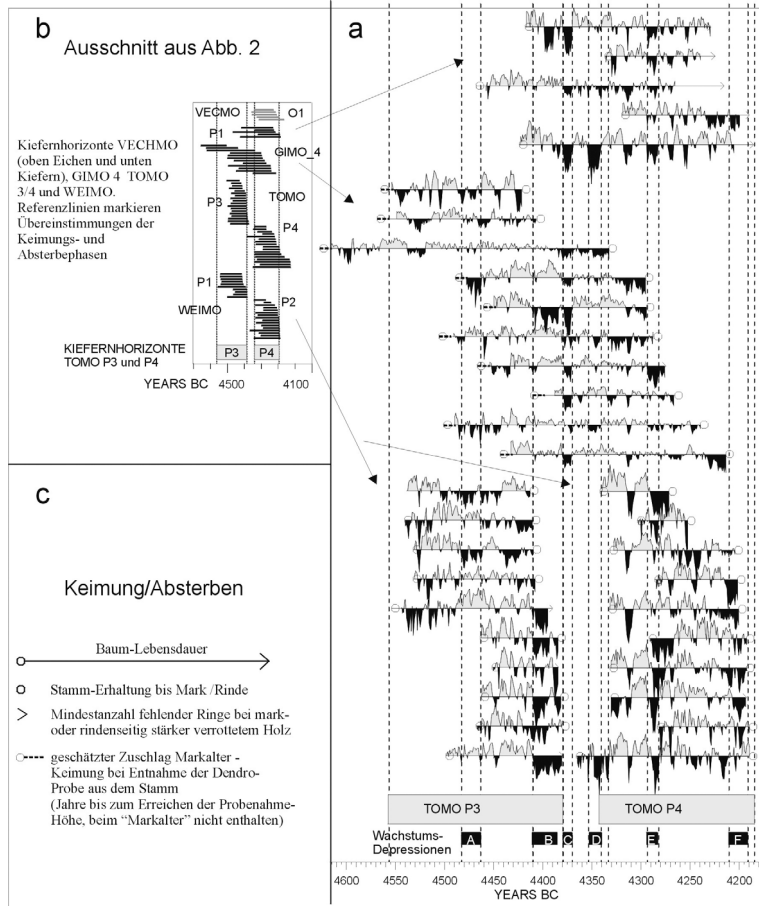 b
Ausschnitt aus Abb. 2
a
VECMO
O1
P1
GIMO_4
Kiefernhorizonte VECHMO
(oben Eichen und unten
Kiefern), GIMO 4 TOMO
3/4 und WEIMO.
Referenzlinien markieren
Übereinstimmungen der
Keimungs- und
Absterbephasen
P3
TOMO
P4
P1
P2
WEIMO
KIEFERNHORIZONTE
TOMO P3 und P4
P3
P4
4500
4100
YEARS BC
c
Keimung/Absterben
Baum-Lebensdauer
Stamm-Erhaltung bis Mark /Rinde
Mindestanzahl fehlender Ringe bei mark-
oder rindenseitig stärker verrottetem Holz
geschätzter Zuschlag Markalter -
Keimung bei Entnahme der Dendro-
Probe aus dem Stamm
(Jahre bis zum Erreichen der Probenahme-
Höhe, beim “Markalter” nicht enthalten)
TOMO P3
TOMO P4
Wachstums-
Depressionen
A
B
C
D
E
F
4600
4550
4500
4450
4400
4350
4300
4250
4200
YEARS BC